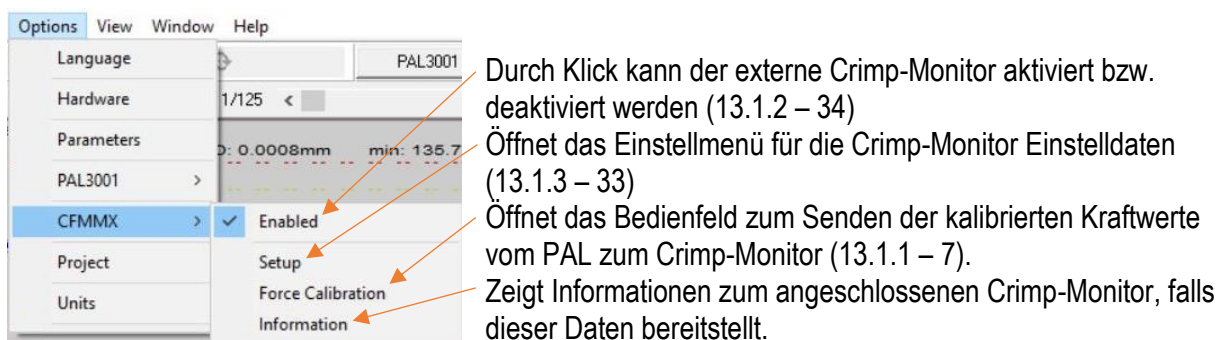 Options View Window Help
Language
PAL3001
Hardware
1/125 <
Parameters
0.0008mm min: 135.7
PAL3001 >
CFMMX >
✓ Enabled
Project
Setup
Units
Force Calibration
Information
Durch Klick kann der externe Crimp-Monitor aktiviert bzw.
deaktiviert werden (13.1.2 – 34)
Öffnet das Einstellmenü für die Crimp-Monitor Einstelldaten
(13.1.3 – 33)
Öffnet das Bedienfeld zum Senden der kalibrierten Kraftwerte
vom PAL zum Crimp-Monitor (13.1.1 – 7).
Zeigt Informationen zum angeschlossenen Crimp-Monitor, falls
dieser Daten bereitstellt.